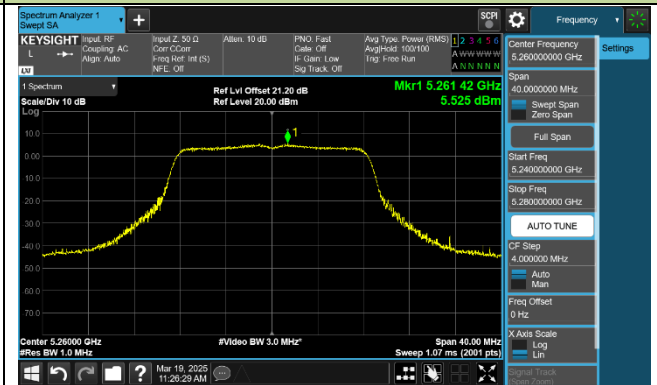 Spectrum Analyzer 1
Swept SA
+
SCPI
Frequency
KEYSIGHT
L
LXI
Input: RF
Coupling: AC
Align: Auto
Input Z: 50 Ω
Corr CCorr
Freq Ref: Int (S)
NFE: Off
Atten: 10 dB
PNO: Fast
Gate: Off
IF Gain: Low
Sig Track: Off
Avg Type: Power (RMS)
Avg|Hold: 100/100
Trig: Free Run
1 2 3 4 5 6
A W W W W W
A N N N N N
1 Spectrum
Scale/Div 10 dB
Log
Ref Lvl Offset 21.20 dB
Ref Level 20.00 dBm
Mkr1 5.261 42 GHz
5.525 dBm
1
10.0
0.00
-10.0
-20.0
-30.0
-40.0
-50.0
-60.0
-70.0
Center 5.26000 GHz
#Res BW 1.0 MHz
#Video BW 3.0 MHz*
Span 40.00 MHz
Sweep 1.07 ms (2001 pts)
Mar 19, 2025
11:26:29 AM
Center Frequency
5.260000000 GHz
Settings
Span
40.0000000 MHz
Swept Span
Zero Span
Full Span
Start Freq
5.240000000 GHz
Stop Freq
5.280000000 GHz
AUTO TUNE
CF Step
4.000000 MHz
Auto
Man
Freq Offset
0 Hz
X Axis Scale
Log
Lin
Signal Track
(Span Zoom)